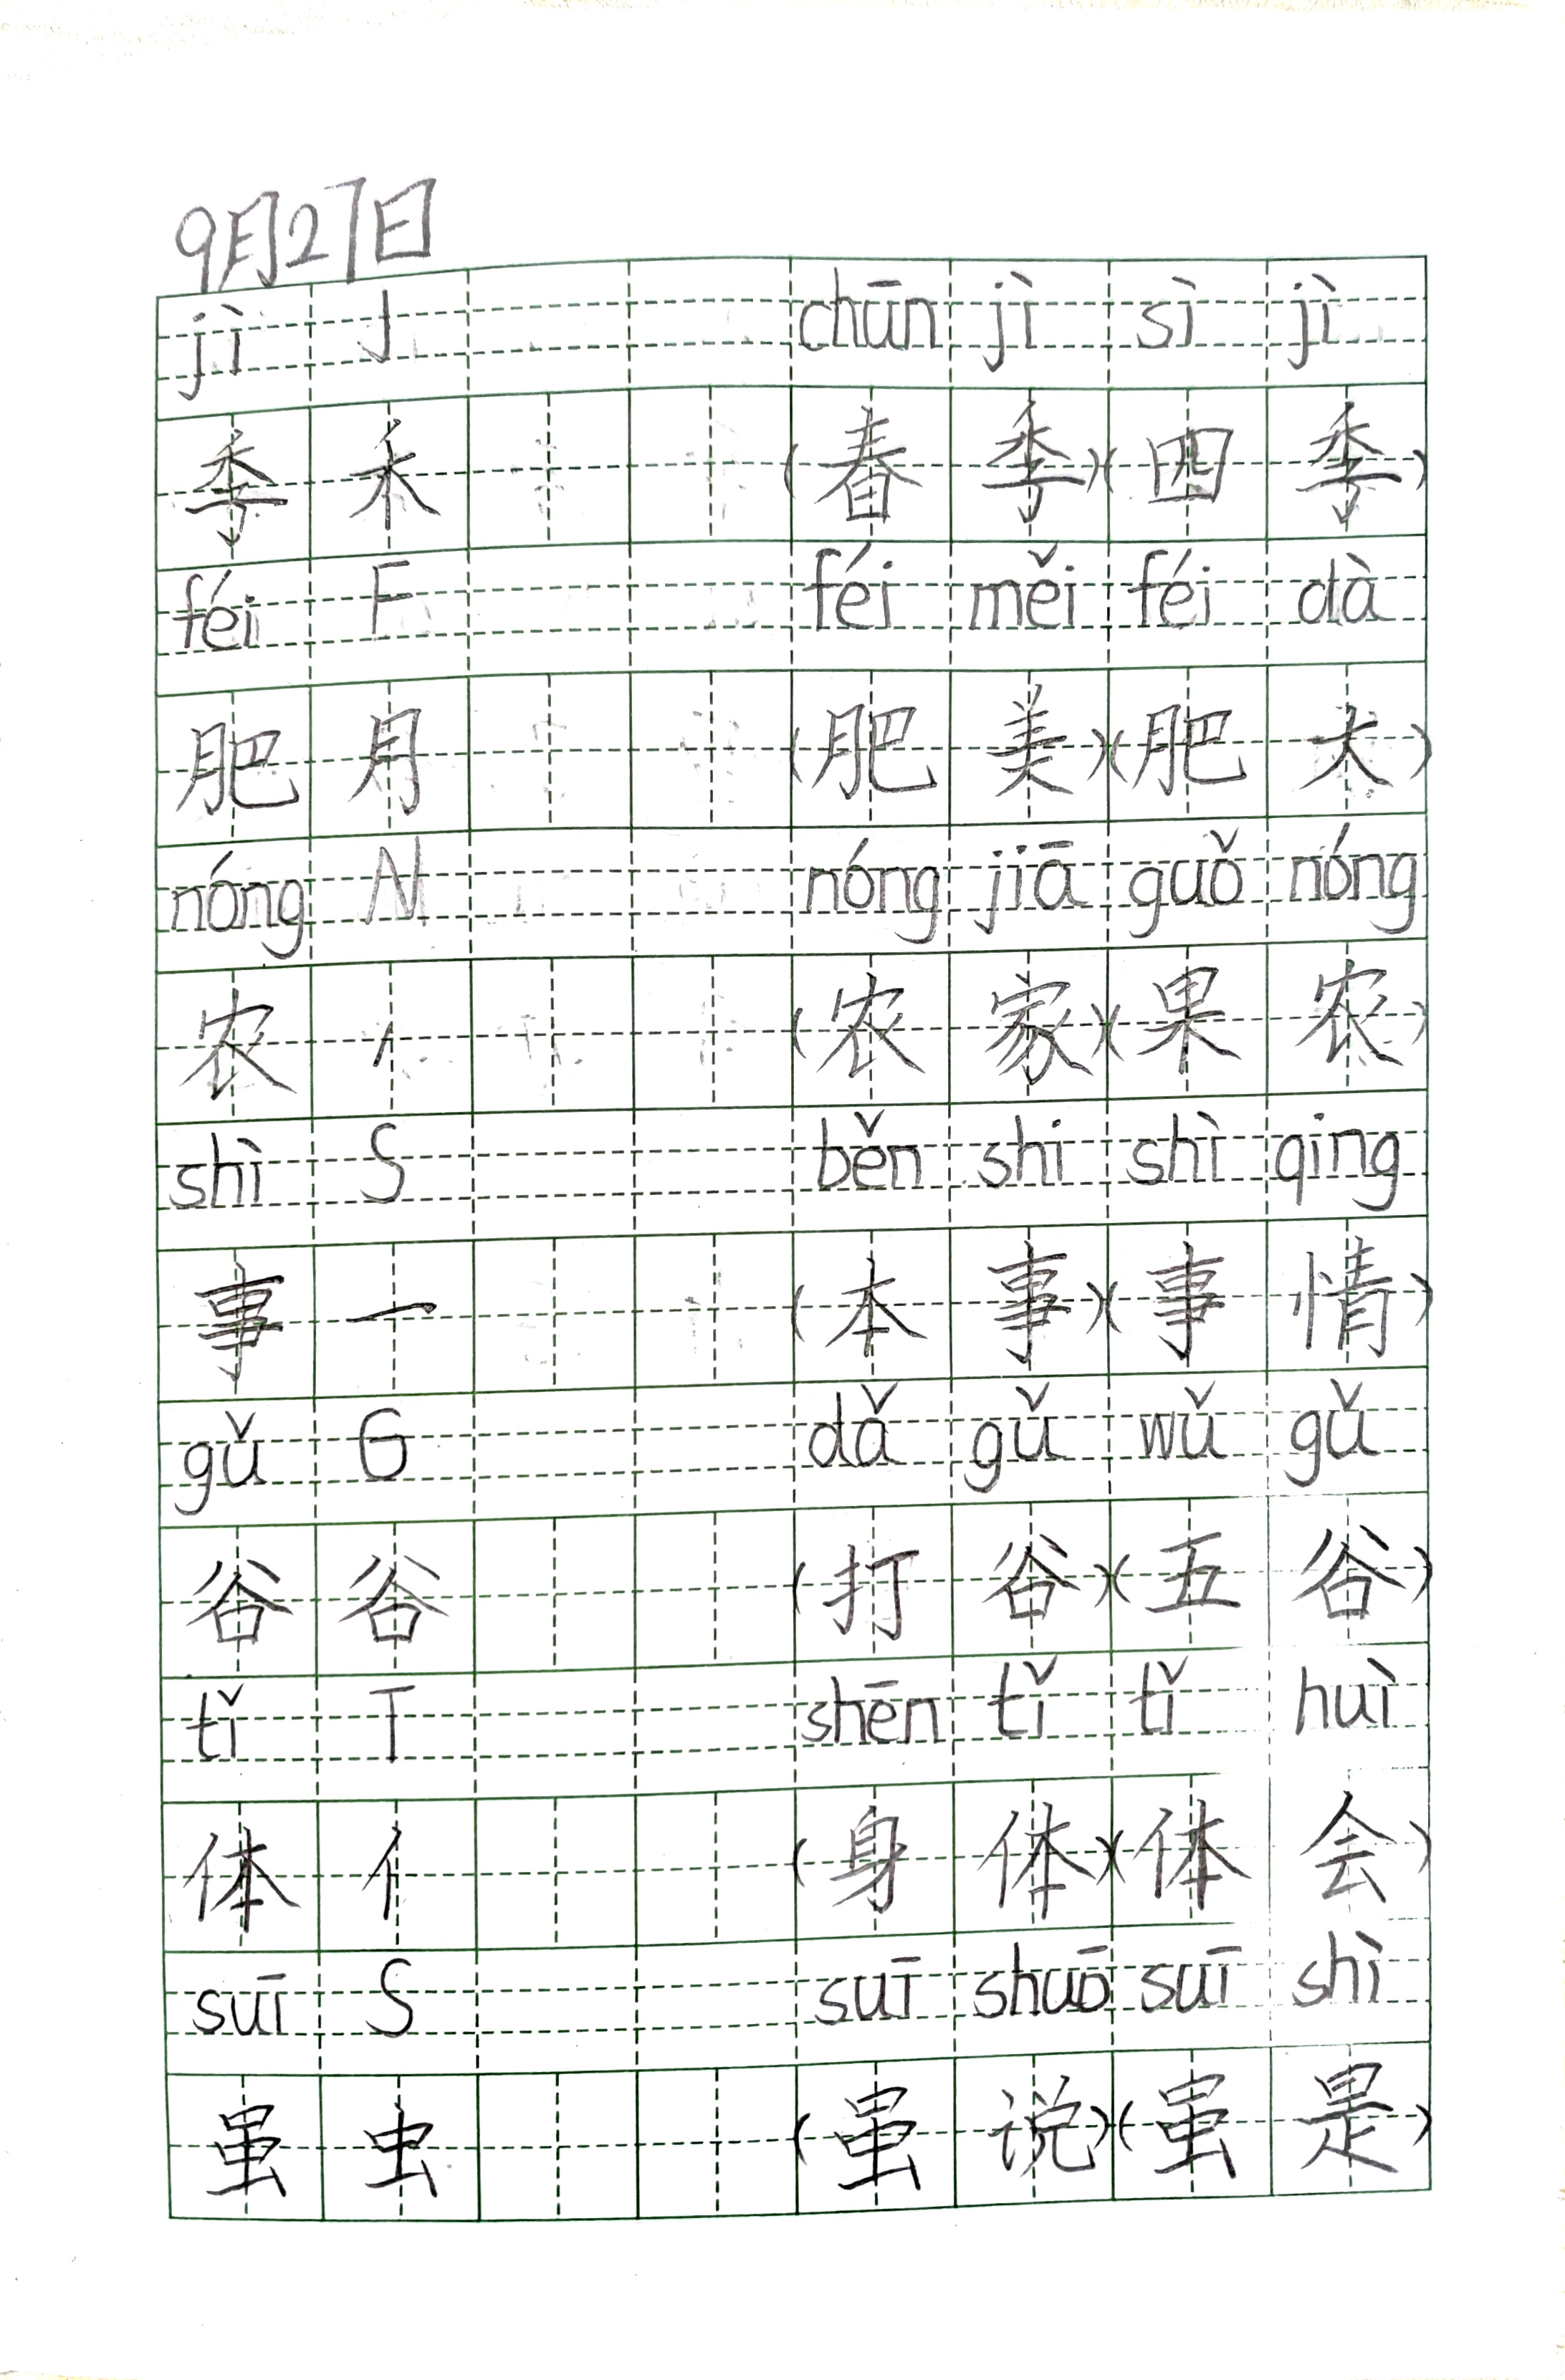 9月27日
jì J chūn jì sì jì
季 禾 (春 季)(四 季)
féi F féi měi féi dà
肥 月 (肥 美)(肥 大)
nóng N nóng jiā guǒ nóng
农 (农 家)(果 农)
shì S běn shi shì qing
事 一 (本 事)(事 情)
gǔ G dǎ gǔ wǔ gǔ
谷 谷 (打 谷)(五 谷)
tǐ T shēn tǐ tǐ huì
体 亻 (身 体)(体 会)
suī S suī shuō suī shì
虽 虫 (虽 说)(虽 是)